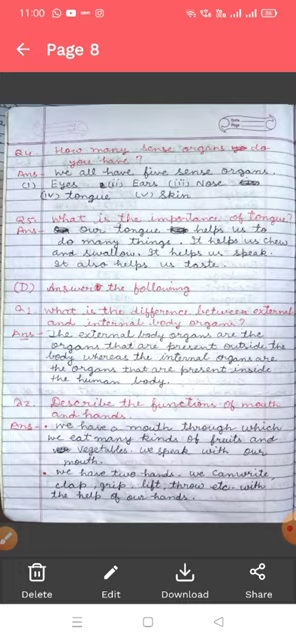 11:00
Page 8
Date
Page
Q4. How many sense organs do
you have?
Ans- We all have five sense organs.
(i) Eyes (ii) Ears (iii) Nose
(iv) tongue (v) Skin
Q5. What is the importance of tongue?
Ans- Our tongue helps us to
do many things. It helps us chew
and swallow. It helps us speak.
It also helps us taste.
(D) Answer the following
Q1. What is the difference between external
and internal body organs?
Ans- The external body organs are the
organs that are present outside the
body whereas the internal organs are
the organs that are present inside
the human body.
Q2. Describe the functions of mouth
and hands.
Ans- • We have a mouth through which
we eat many kinds of fruits and
vegetables. We speak with our
mouth.
• We have two hands. We can write,
clap, grip, lift, throw etc. with
the help of our hands.
Delete
Edit
Download
Share